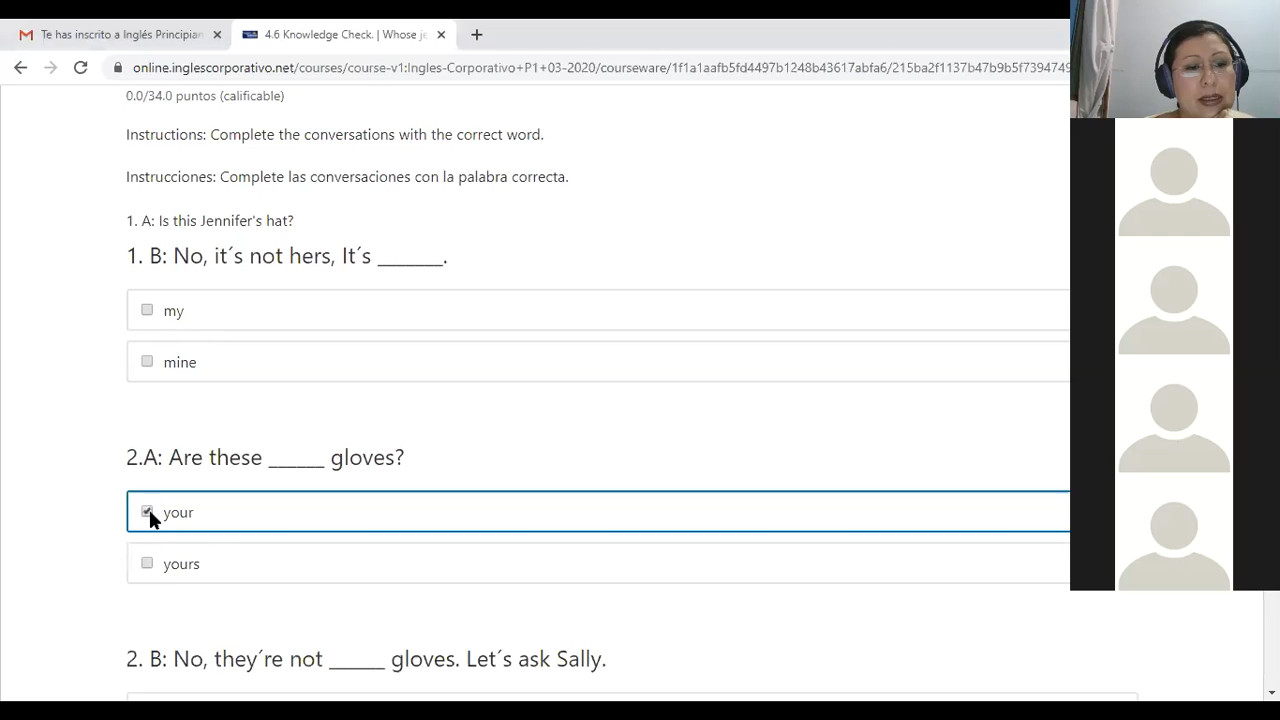 Te has inscrito a Inglés Principian
4.6 Knowledge Check. | Whose je
online.inglescorporativo.net/courses/course-v1:Ingles-Corporativo+P1+03-2020/courseware/1f1a1aafb5fd4497b1248b43617abfa6/215ba2f1137b47b9b5f7394749
0.0/34.0 puntos (calificable)
Instructions: Complete the conversations with the correct word.
Instrucciones: Complete las conversaciones con la palabra correcta.
1. A: Is this Jennifer's hat?
1. B: No, it´s not hers, It´s _______.
my
mine
2.A: Are these ______ gloves?
your
yours
2. B: No, they´re not ______ gloves. Let´s ask Sally.